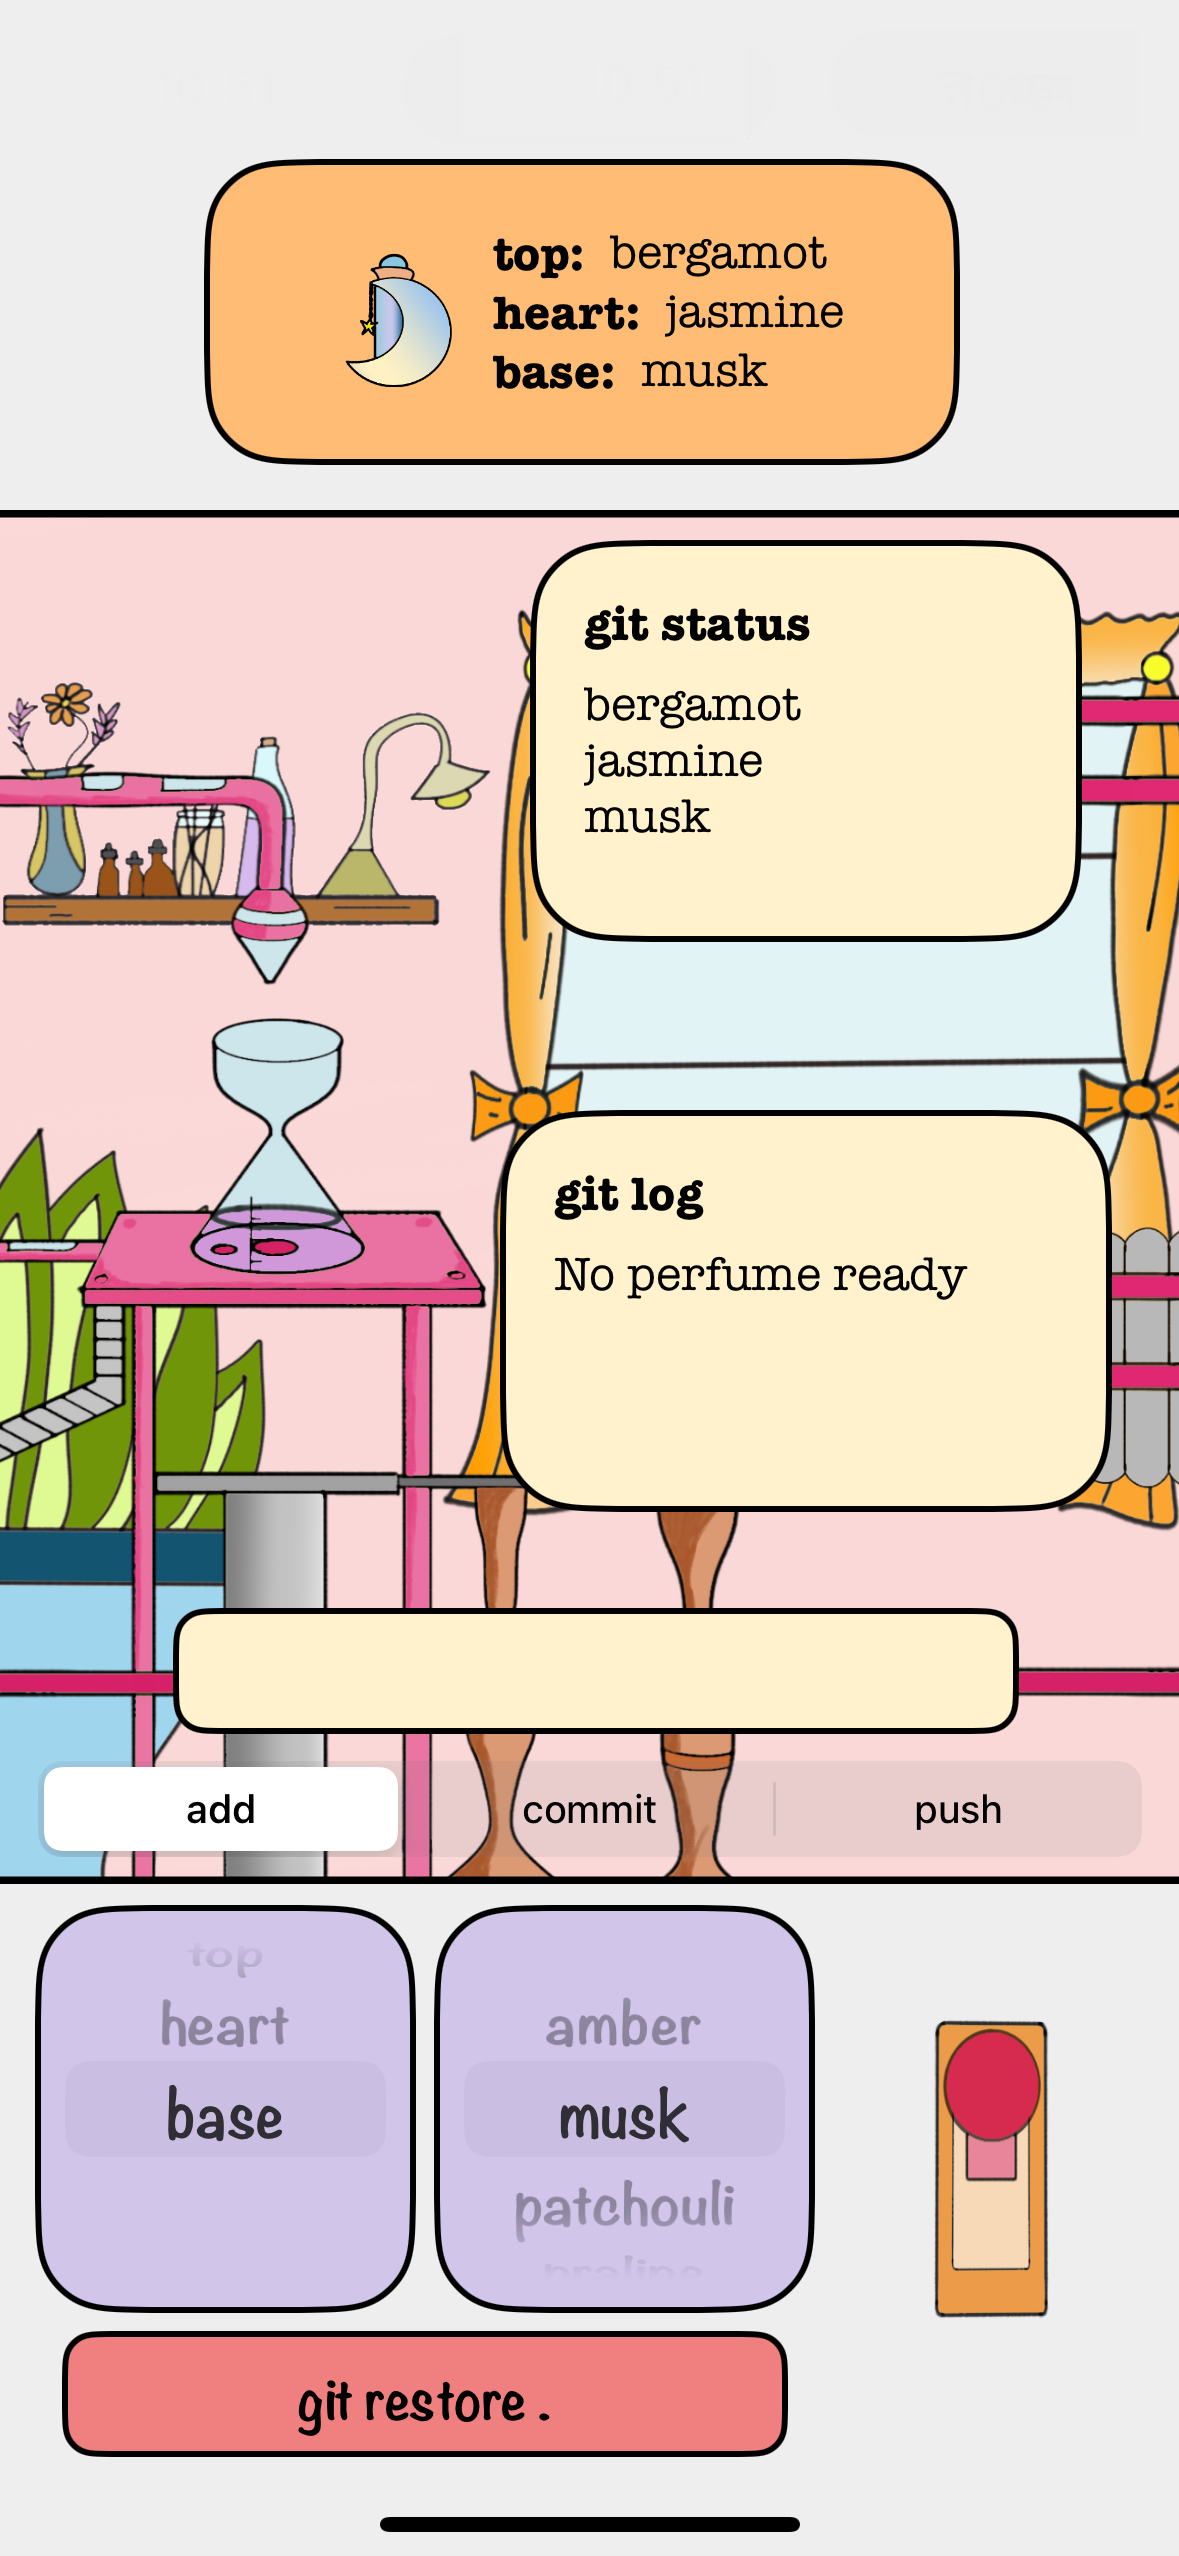 top: bergamot
heart: jasmine
base: musk
git status
bergamot
jasmine
musk
git log
No perfume ready
add commit push
top
heart
base
amber
musk
patchouli
praline
git restore .